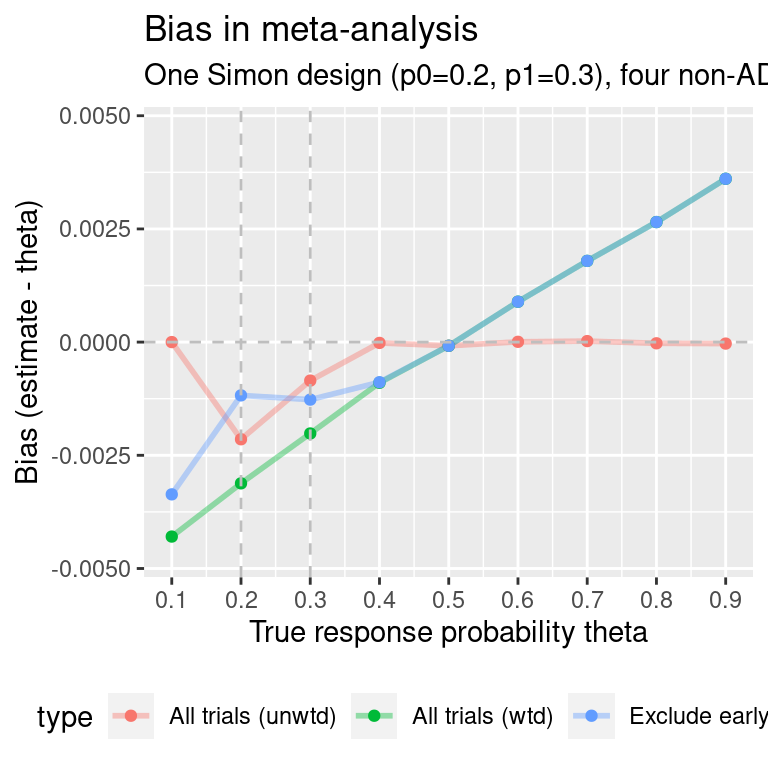 Bias in meta-analysis
One Simon design (p0=0.2, p1=0.3), four non-AD
0.0050
0.0025
0.0000
-0.0025
-0.0050
Bias (estimate - theta)
0.1 0.2 0.3 0.4 0.5 0.6 0.7 0.8 0.9
True response probability theta
type All trials (unwtd) All trials (wtd) Exclude early